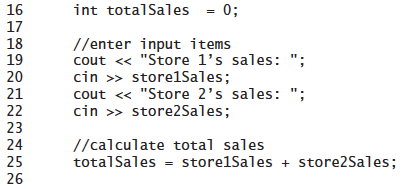 16 int totalSales = 0;
17
18 //enter input items
19 cout << "Store 1's sales: ";
20 cin >> store1Sales;
21 cout << "Store 2's sales: ";
22 cin >> store2Sales;
23
24 //calculate total sales
25 totalSales = store1Sales + store2Sales;
26